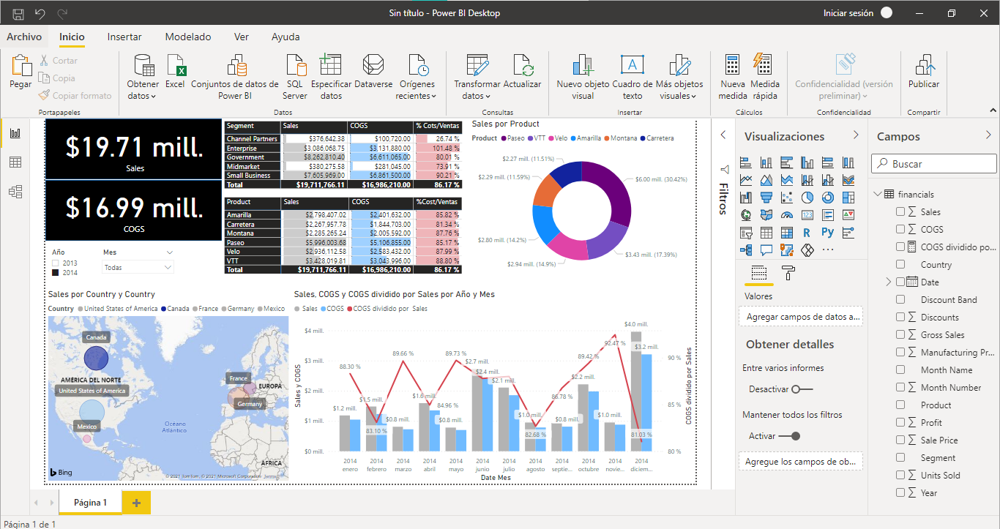 Sin título - Power BI Desktop
Iniciar sesión
Archivo Inicio Insertar Modelado Ver Ayuda
Pegar
Cortar
Copia
Copiar formato
Portapapeles
Obtener datos
Excel
Conjuntos de datos de Power BI
SQL Server
Especificar datos
Dataverse
Orígenes recientes
Datos
Transformar datos
Actualizar
Consultas
Nuevo objeto visual
Cuadro de texto
Más objetos visuales
Insertar
Nueva medida
Medida rápida
Cálculos
Confidencialidad (versión preliminar)
Confidencialidad
Publicar
Compartir
$19.71 mill.
Sales
$16.99 mill.
COGS
Año
2013
2014
Mes
Todas
Segment Sales COGS % Cots/Ventas
Channel Partners $376,642.38 $100,720.00 26.74 %
Enterprise $3,086,068.75 $3,131,880.00 101.48 %
Government $8,262,810.40 $6,611,065.00 80.01 %
Midmarket $380,275.58 $281,045.00 73.91 %
Small Business $7,605,969.00 $6,861,500.00 90.21 %
Total $19,711,766.11 $16,986,210.00 86.17 %
Product Sales COGS %Cost/Ventas
Amarilla $2,798,407.02 $2,401,632.00 85.82 %
Carretera $2,267,957.78 $1,844,703.00 81.34 %
Montana $2,285,265.24 $2,005,592.00 87.76 %
Paseo $5,996,003.68 $5,106,855.00 85.17 %
Velo $2,936,112.58 $2,583,432.00 87.99 %
VTT $3,428,019.81 $3,043,996.00 88.80 %
Total $19,711,766.11 $16,986,210.00 86.17 %
Sales por Product
Product Paseo VTT Velo Amarilla Montana Carretera
$2.27 mill. (11.51%)
$2.29 mill. (11.59%)
$6.00 mill. (30.42%)
$2.80 mill. (14.2%)
$3.43 mill. (17.39%)
$2.94 mill. (14.9%)
Sales por Country y Country
Country United States of America Canada France Germany Mexico
Canada
AMÉRICA DEL NORTE
United States of America
Mexico
France
EUROPA
Germany
Océano
Atlántico
ÁFRICA
Bing
© 2021 TomTom, © 2021 Microsoft Corporation Terms
Sales, COGS y COGS dividido por Sales por Año y Mes
Sales COGS COGS dividido por Sales
Sales y COGS
$4 mill.
$3 mill.
$2 mill.
$1 mill.
$0 mill.
88.30 %
89.66 %
89.73 %
$2.7 mill.
$2.4 mill.
$2.1 mill.
89.42 %
92.47 %
$4.0 mill.
$3.2 mill.
$2.2 mill.
$1.2 mill.
$1.5 mill.
83.10 %
$0.8 mill.
$1.6 mill.
84.96 %
$0.8 mill.
$1.0 mill.
82.68 %
86.78 %
$0.8 mill.
$1.0 mill.
81.03 %
90 %
85 %
80 %
COGS dividido por Sales
2014 2014 2014 2014 2014 2014 2014 2014 2014 2014 2014 2014
enero febrero marzo abril mayo junio julio agosto septie... octubre novie... diciem...
Date Mes
Filtros
Visualizaciones
Valores
Agregar campos de datos a...
Obtener detalles
Entre varios informes
Desactivar
Mantener todos los filtros
Activar
Agregue los campos de ob...
Campos
Buscar
financials
Sales
COGS
COGS dividido po...
Country
Date
Discount Band
Discounts
Gross Sales
Manufacturing Pr...
Month Name
Month Number
Product
Profit
Sale Price
Segment
Units Sold
Year
Página 1
Página 1 de 1